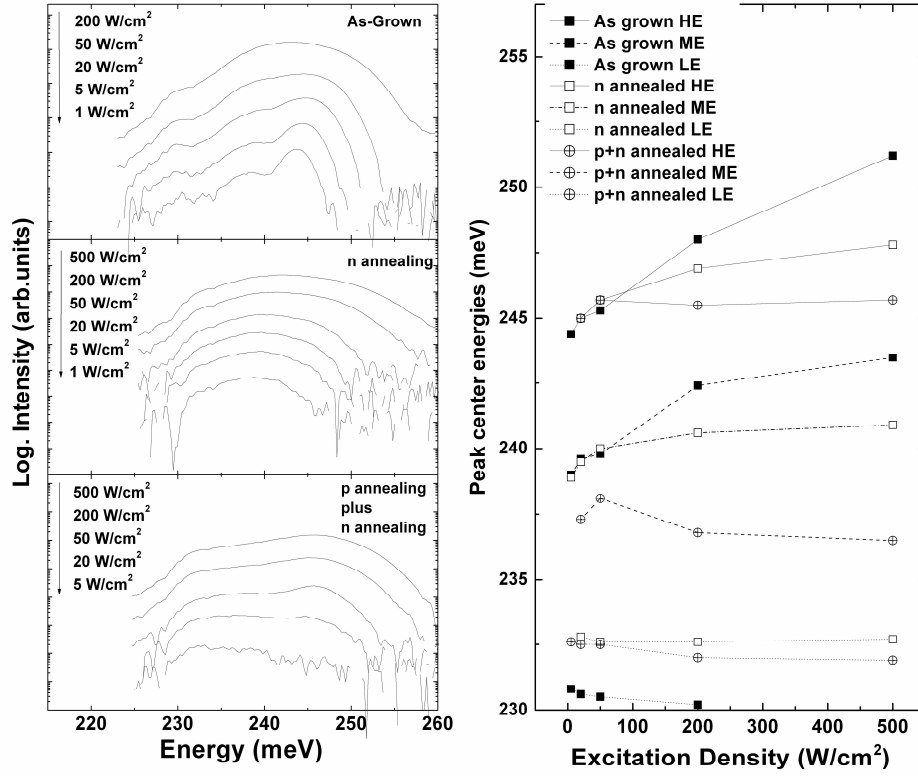 200 W/cm²
50 W/cm²
20 W/cm²
5 W/cm²
1 W/cm²
As-Grown
500 W/cm²
200 W/cm²
50 W/cm²
20 W/cm²
5 W/cm²
1 W/cm²
n annealing
500 W/cm²
200 W/cm²
50 W/cm²
20 W/cm²
5 W/cm²
p annealing
plus
n annealing
Log. Intensity (arb.units)
220 230 240 250 260
Energy (meV)
As grown HE
As grown ME
As grown LE
n annealed HE
n annealed ME
n annealed LE
p+n annealed HE
p+n annealed ME
p+n annealed LE
255
250
245
240
235
230
Peak center energies (meV)
0 100 200 300 400 500
Excitation Density (W/cm²)